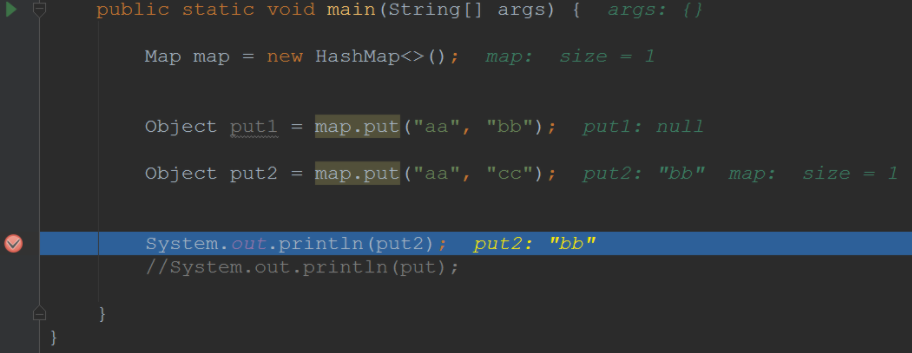 public static void main(String[] args) {  args: {}
Map map = new HashMap<>();  map:  size = 1
Object put1 = map.put("aa", "bb");  put1: null
Object put2 = map.put("aa", "cc");  put2: "bb"  map:  size = 1
System.out.println(put2);  put2: "bb"
//System.out.println(put);
}
}